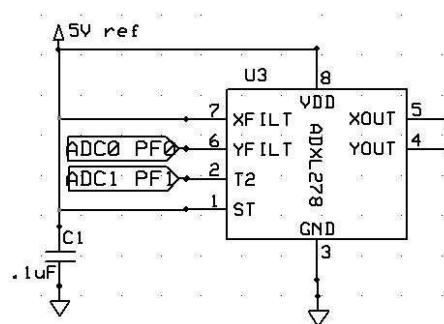 5V ref
U3
8
VDD
7 XFILT XOUT 5
ADC0 PF0 6 YFILT YOUT 4
ADC1 PF1 2 T2
1 ST
ADXL278
GND
3
C1
.1uF